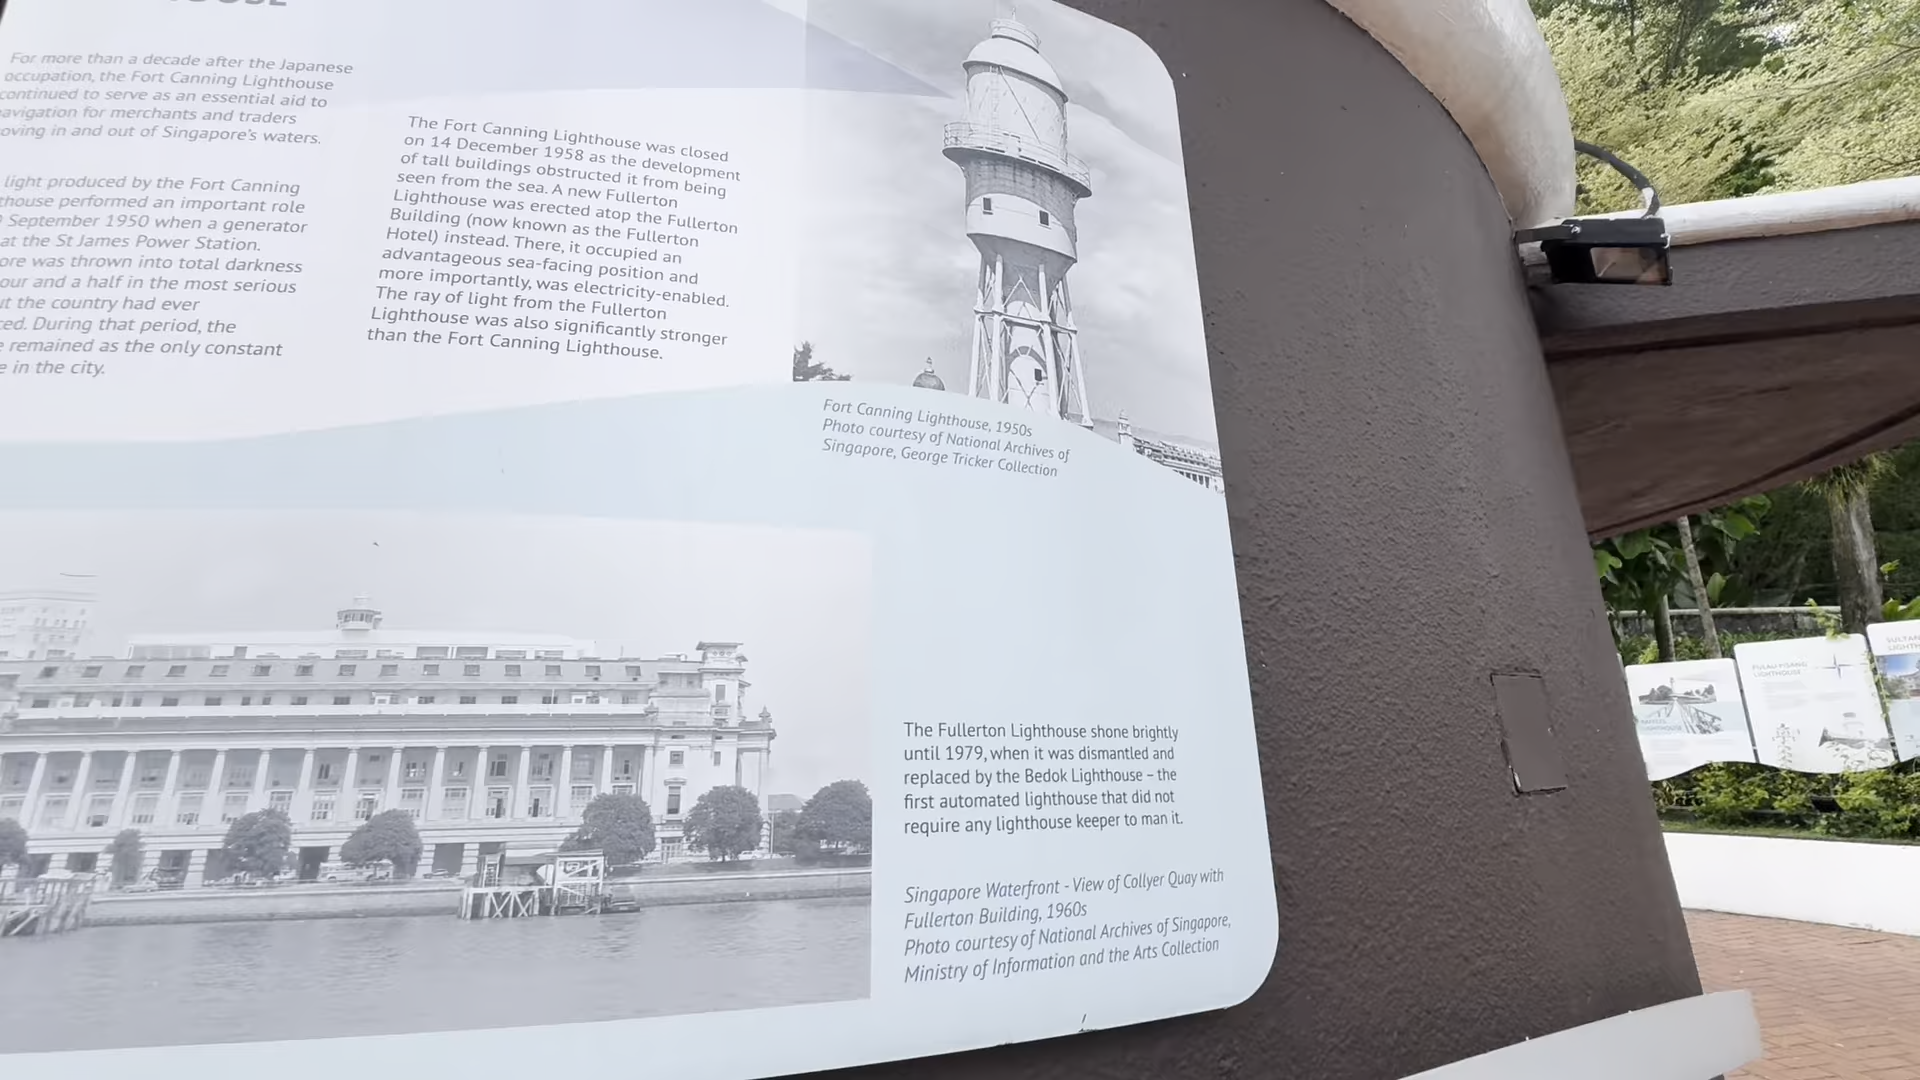 For more than a decade after the Japanese
occupation, the Fort Canning Lighthouse
continued to serve as an essential aid to
navigation for merchants and traders
moving in and out of Singapore's waters.
light produced by the Fort Canning
performed an important role
September 1950 when a generator
at the St James Power Station.
was thrown into total darkness
and a half in the most serious
the country had ever
During that period, the
remained as the only constant
in the city.
The Fort Canning Lighthouse was closed
on 14 December 1958 as the development
of tall buildings obstructed it from being
seen from the sea. A new Fullerton
Lighthouse was erected atop the Fullerton
Building (now known as the Fullerton
Hotel) instead. There, it occupied an
advantageous sea-facing position and
more importantly, was electricity-enabled.
The ray of light from the Fullerton
Lighthouse was also significantly stronger
than the Fort Canning Lighthouse.
Fort Canning Lighthouse, 1950s
Photo courtesy of National Archives of
Singapore, George Tricker Collection
The Fullerton Lighthouse shone brightly
until 1979, when it was dismantled and
replaced by the Bedok Lighthouse – the
first automated lighthouse that did not
require any lighthouse keeper to man it.
Singapore Waterfront - View of Collyer Quay with
Fullerton Building, 1960s
Photo courtesy of National Archives of Singapore,
Ministry of Information and the Arts Collection
RAFFLES
LIGHTHOUSE
PULAU PISANG
LIGHTHOUSE
SULTAN